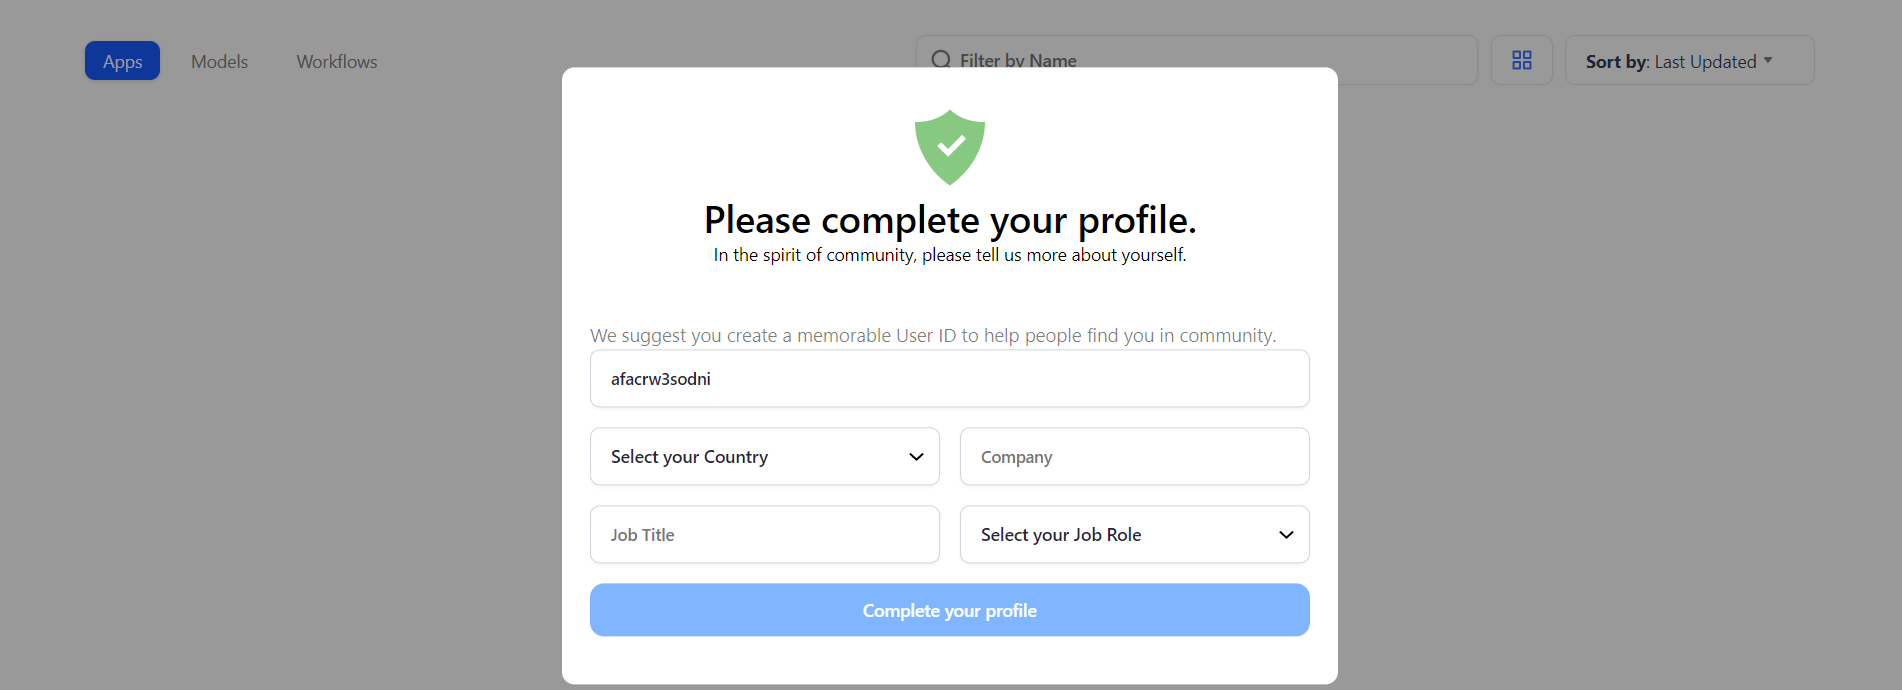 Apps Models Workflows Filter by Name Sort by: Last Updated
Please complete your profile.
In the spirit of community, please tell us more about yourself.
We suggest you create a memorable User ID to help people find you in community.
afacrw3sodni
Select your Country Company
Job Title Select your Job Role
Complete your profile